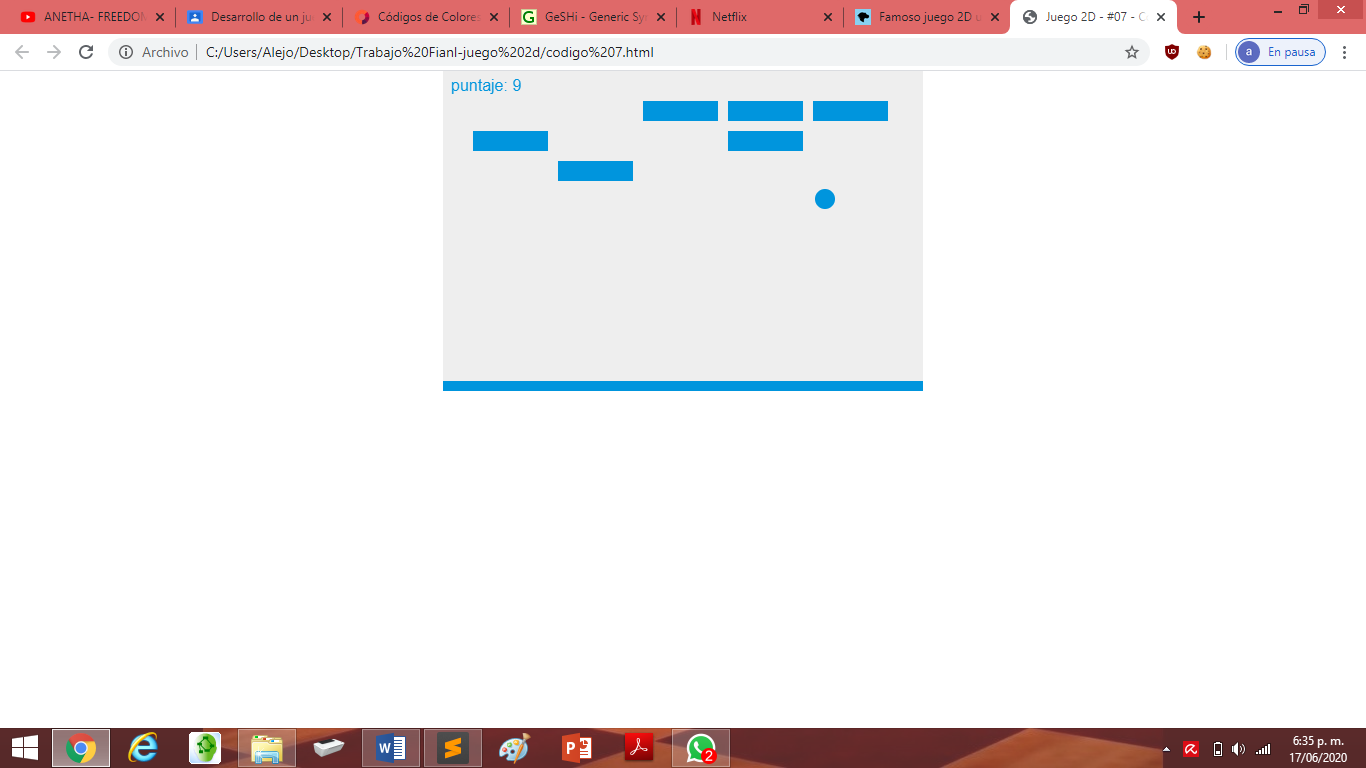 ANETHA- FREEDOM
Desarrollo de un ju
Códigos de Colores
GeSHi - Generic Sy
Netflix
Famoso juego 2D u
Juego 2D - #07 - C
Archivo
C:/Users/Alejo/Desktop/Trabajo%20Fianl-juego%202d/codigo%207.html
a
En pausa
puntaje: 9
2
6:35 p. m.
17/06/2020